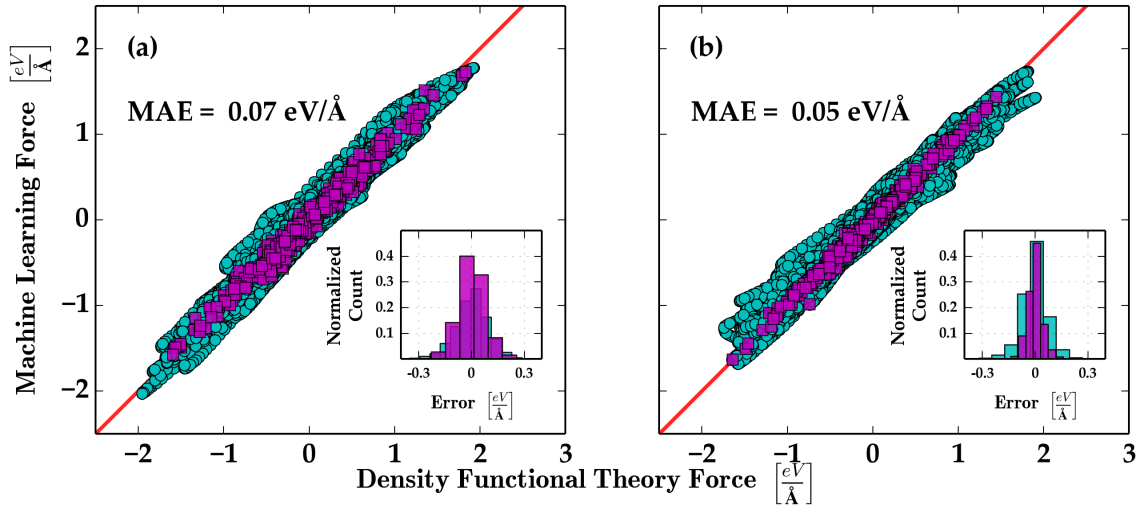 Machine Learning Force [eV/Å]
2
1
0
−1
−2
(a)
MAE = 0.07 eV/Å
Normalized
Count
0.4
0.3
0.2
0.1
-0.3
0
0.3
Error [eV/Å]
−2
−1
0
1
2
3
(b)
MAE = 0.05 eV/Å
Normalized
Count
0.4
0.3
0.2
0.1
-0.3
0
0.3
Error [eV/Å]
−2
−1
0
1
2
3
Density Functional Theory Force [eV/Å]